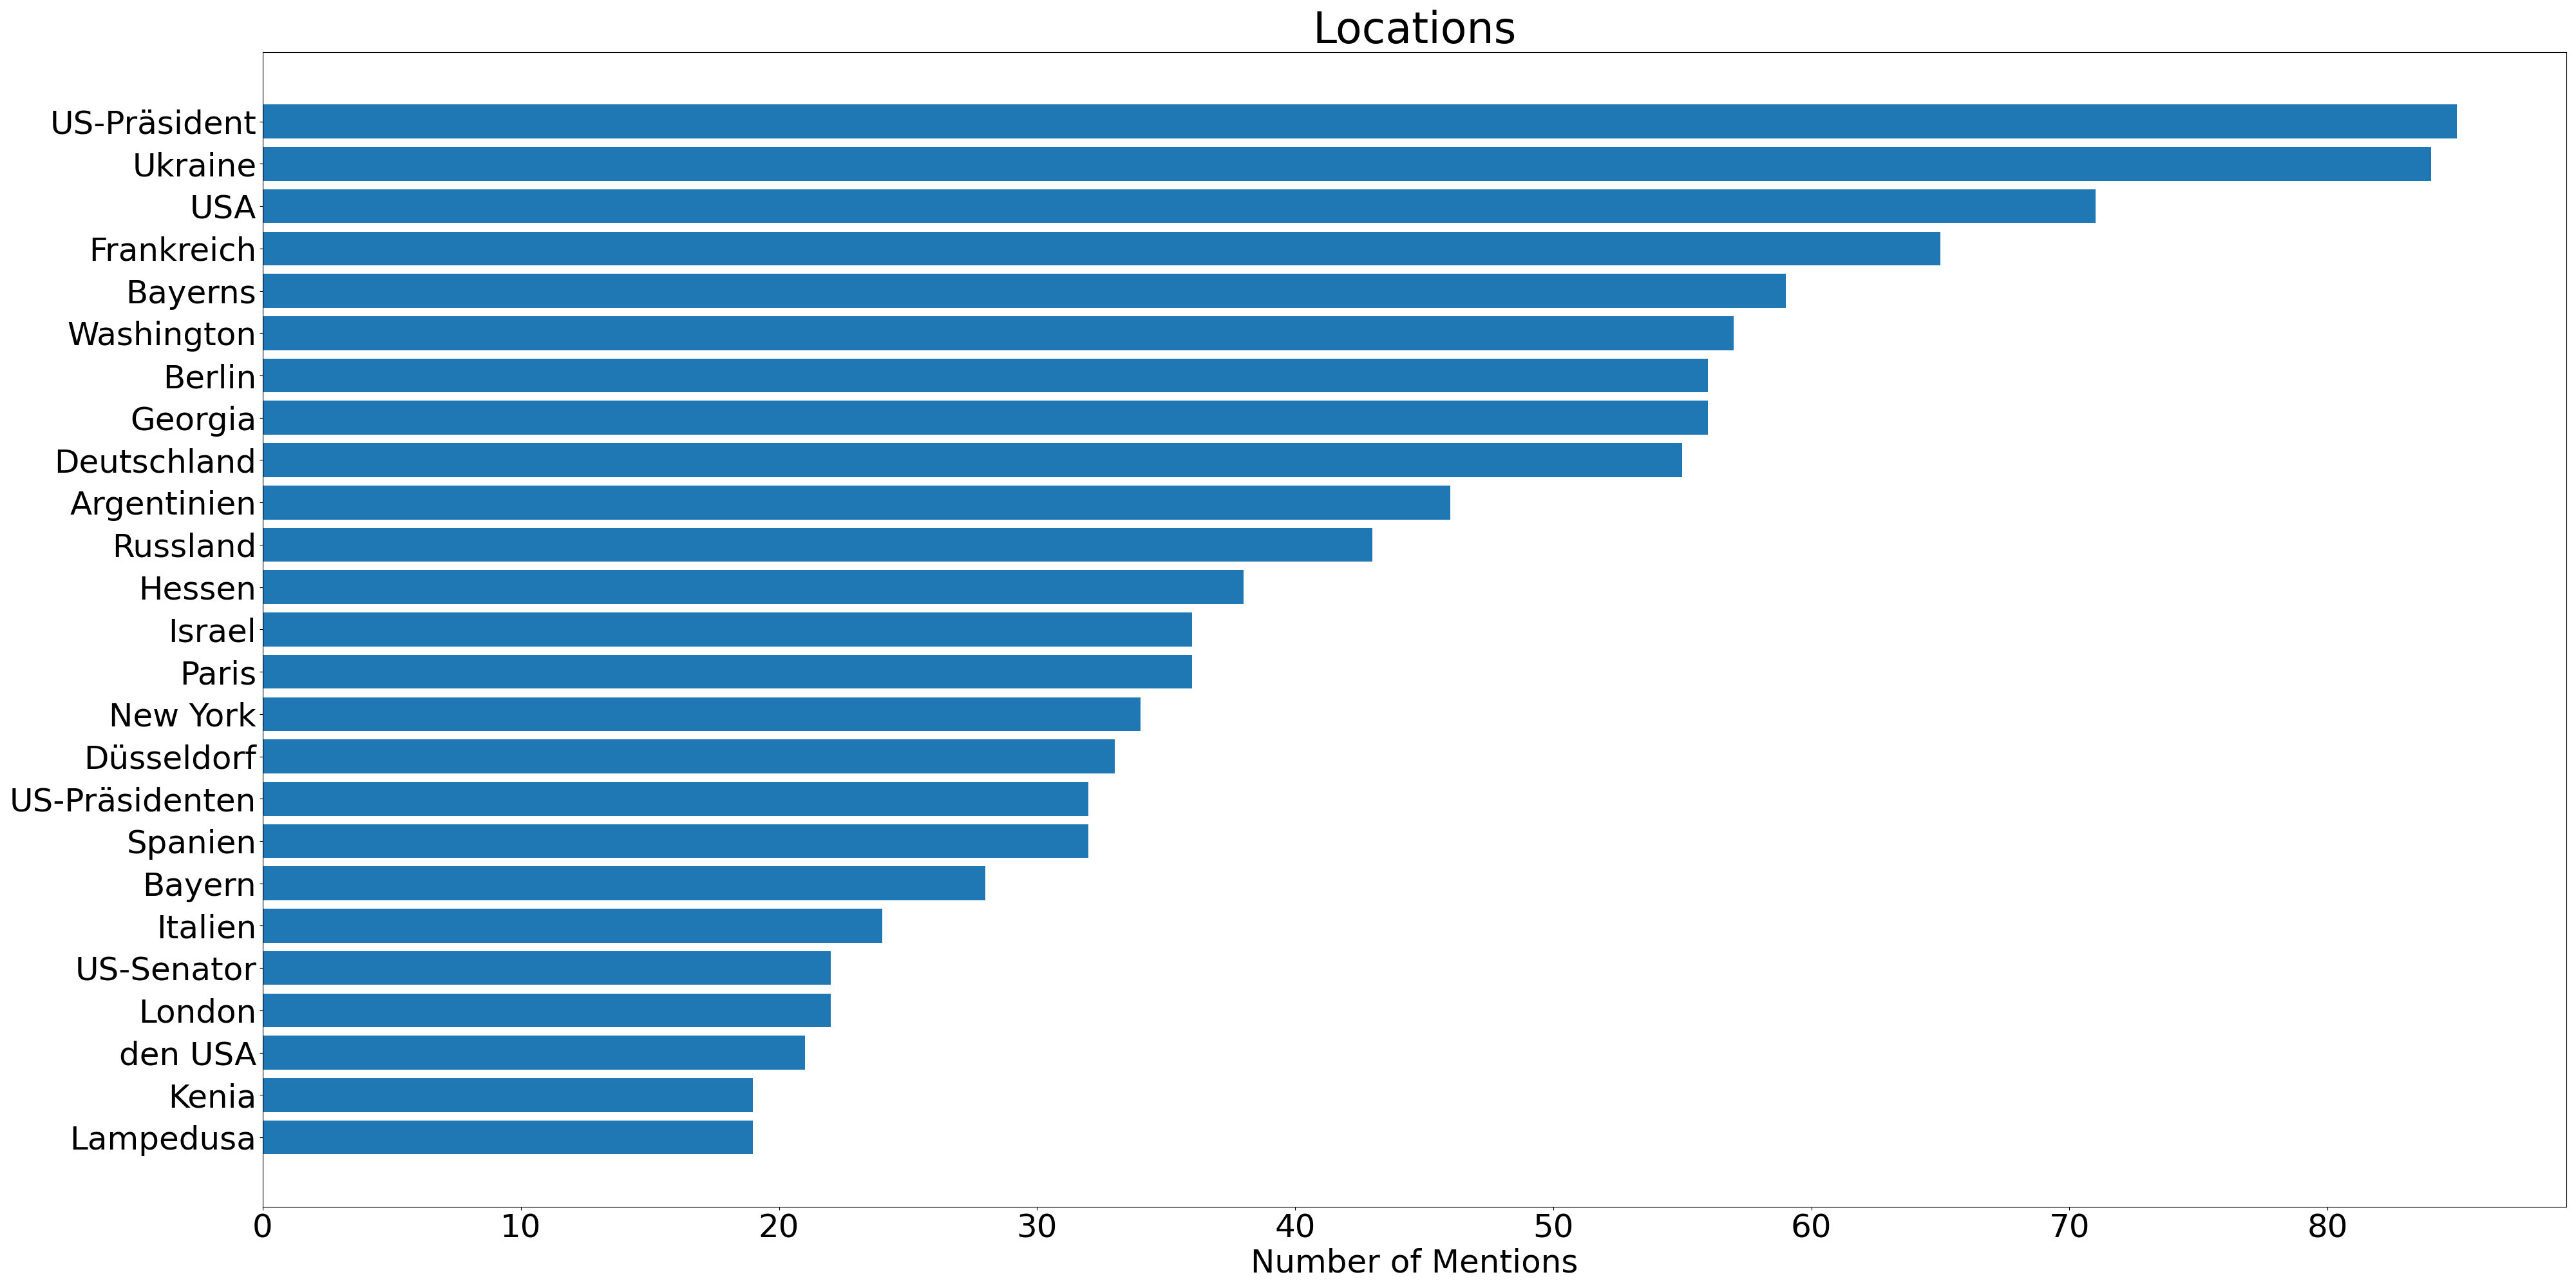 Locations
US-Präsident
Ukraine
USA
Frankreich
Bayerns
Washington
Berlin
Georgia
Deutschland
Argentinien
Russland
Hessen
Israel
Paris
New York
Düsseldorf
US-Präsidenten
Spanien
Bayern
Italien
US-Senator
London
den USA
Kenia
Lampedusa
0 10 20 30 40 50 60 70 80
Number of Mentions